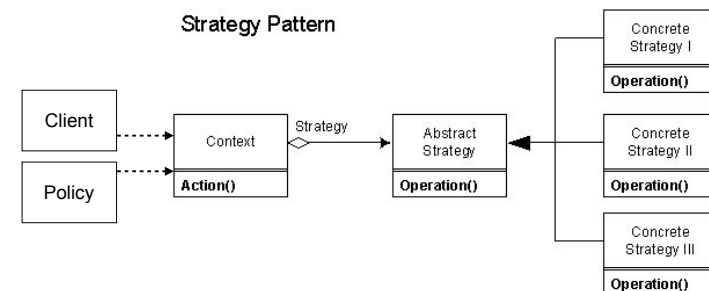 Strategy Pattern
Client
Policy
Context
Action()
Strategy
Abstract
Strategy
Operation()
Concrete
Strategy I
Operation()
Concrete
Strategy II
Operation()
Concrete
Strategy III
Operation()